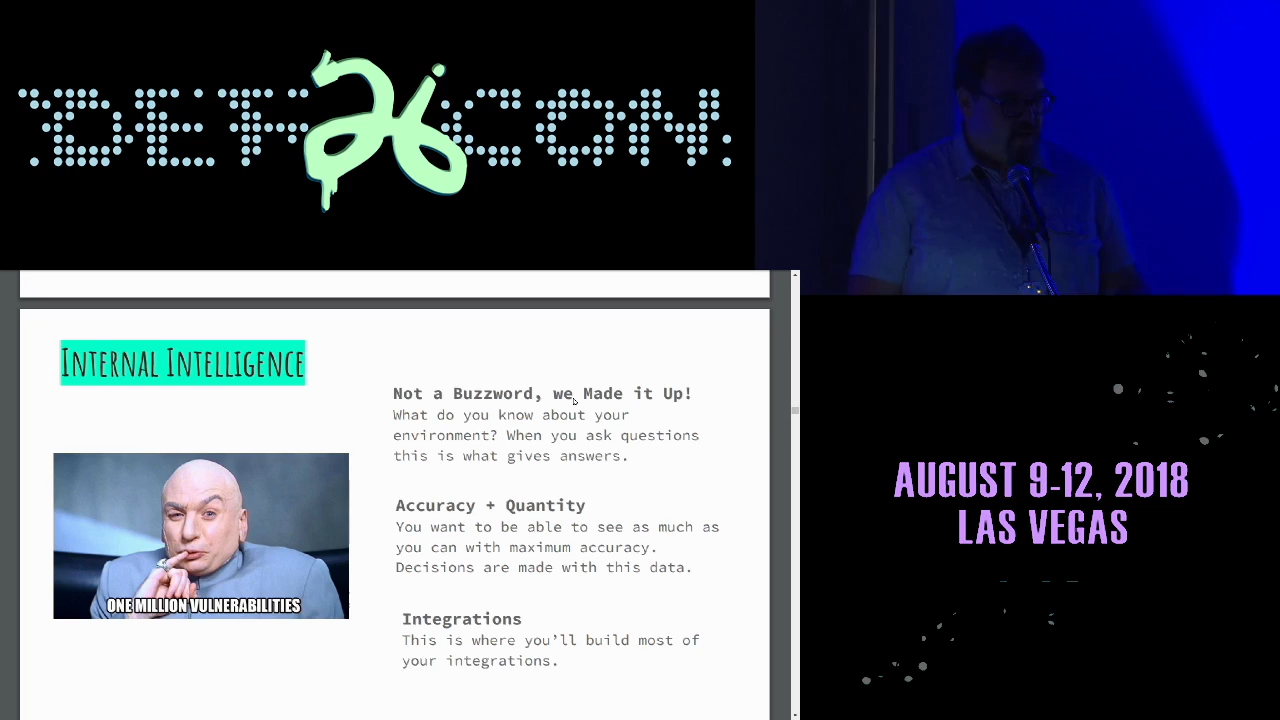 DEF 26 CON
INTERNAL INTELLIGENCE
Not a Buzzword, we Made it Up!
What do you know about your
environment? When you ask questions
this is what gives answers.
Accuracy + Quantity
You want to be able to see as much as
you can with maximum accuracy.
Decisions are made with this data.
Integrations
This is where you’ll build most of
your integrations.
ONE MILLION VULNERABILITIES
AUGUST 9-12, 2018
LAS VEGAS